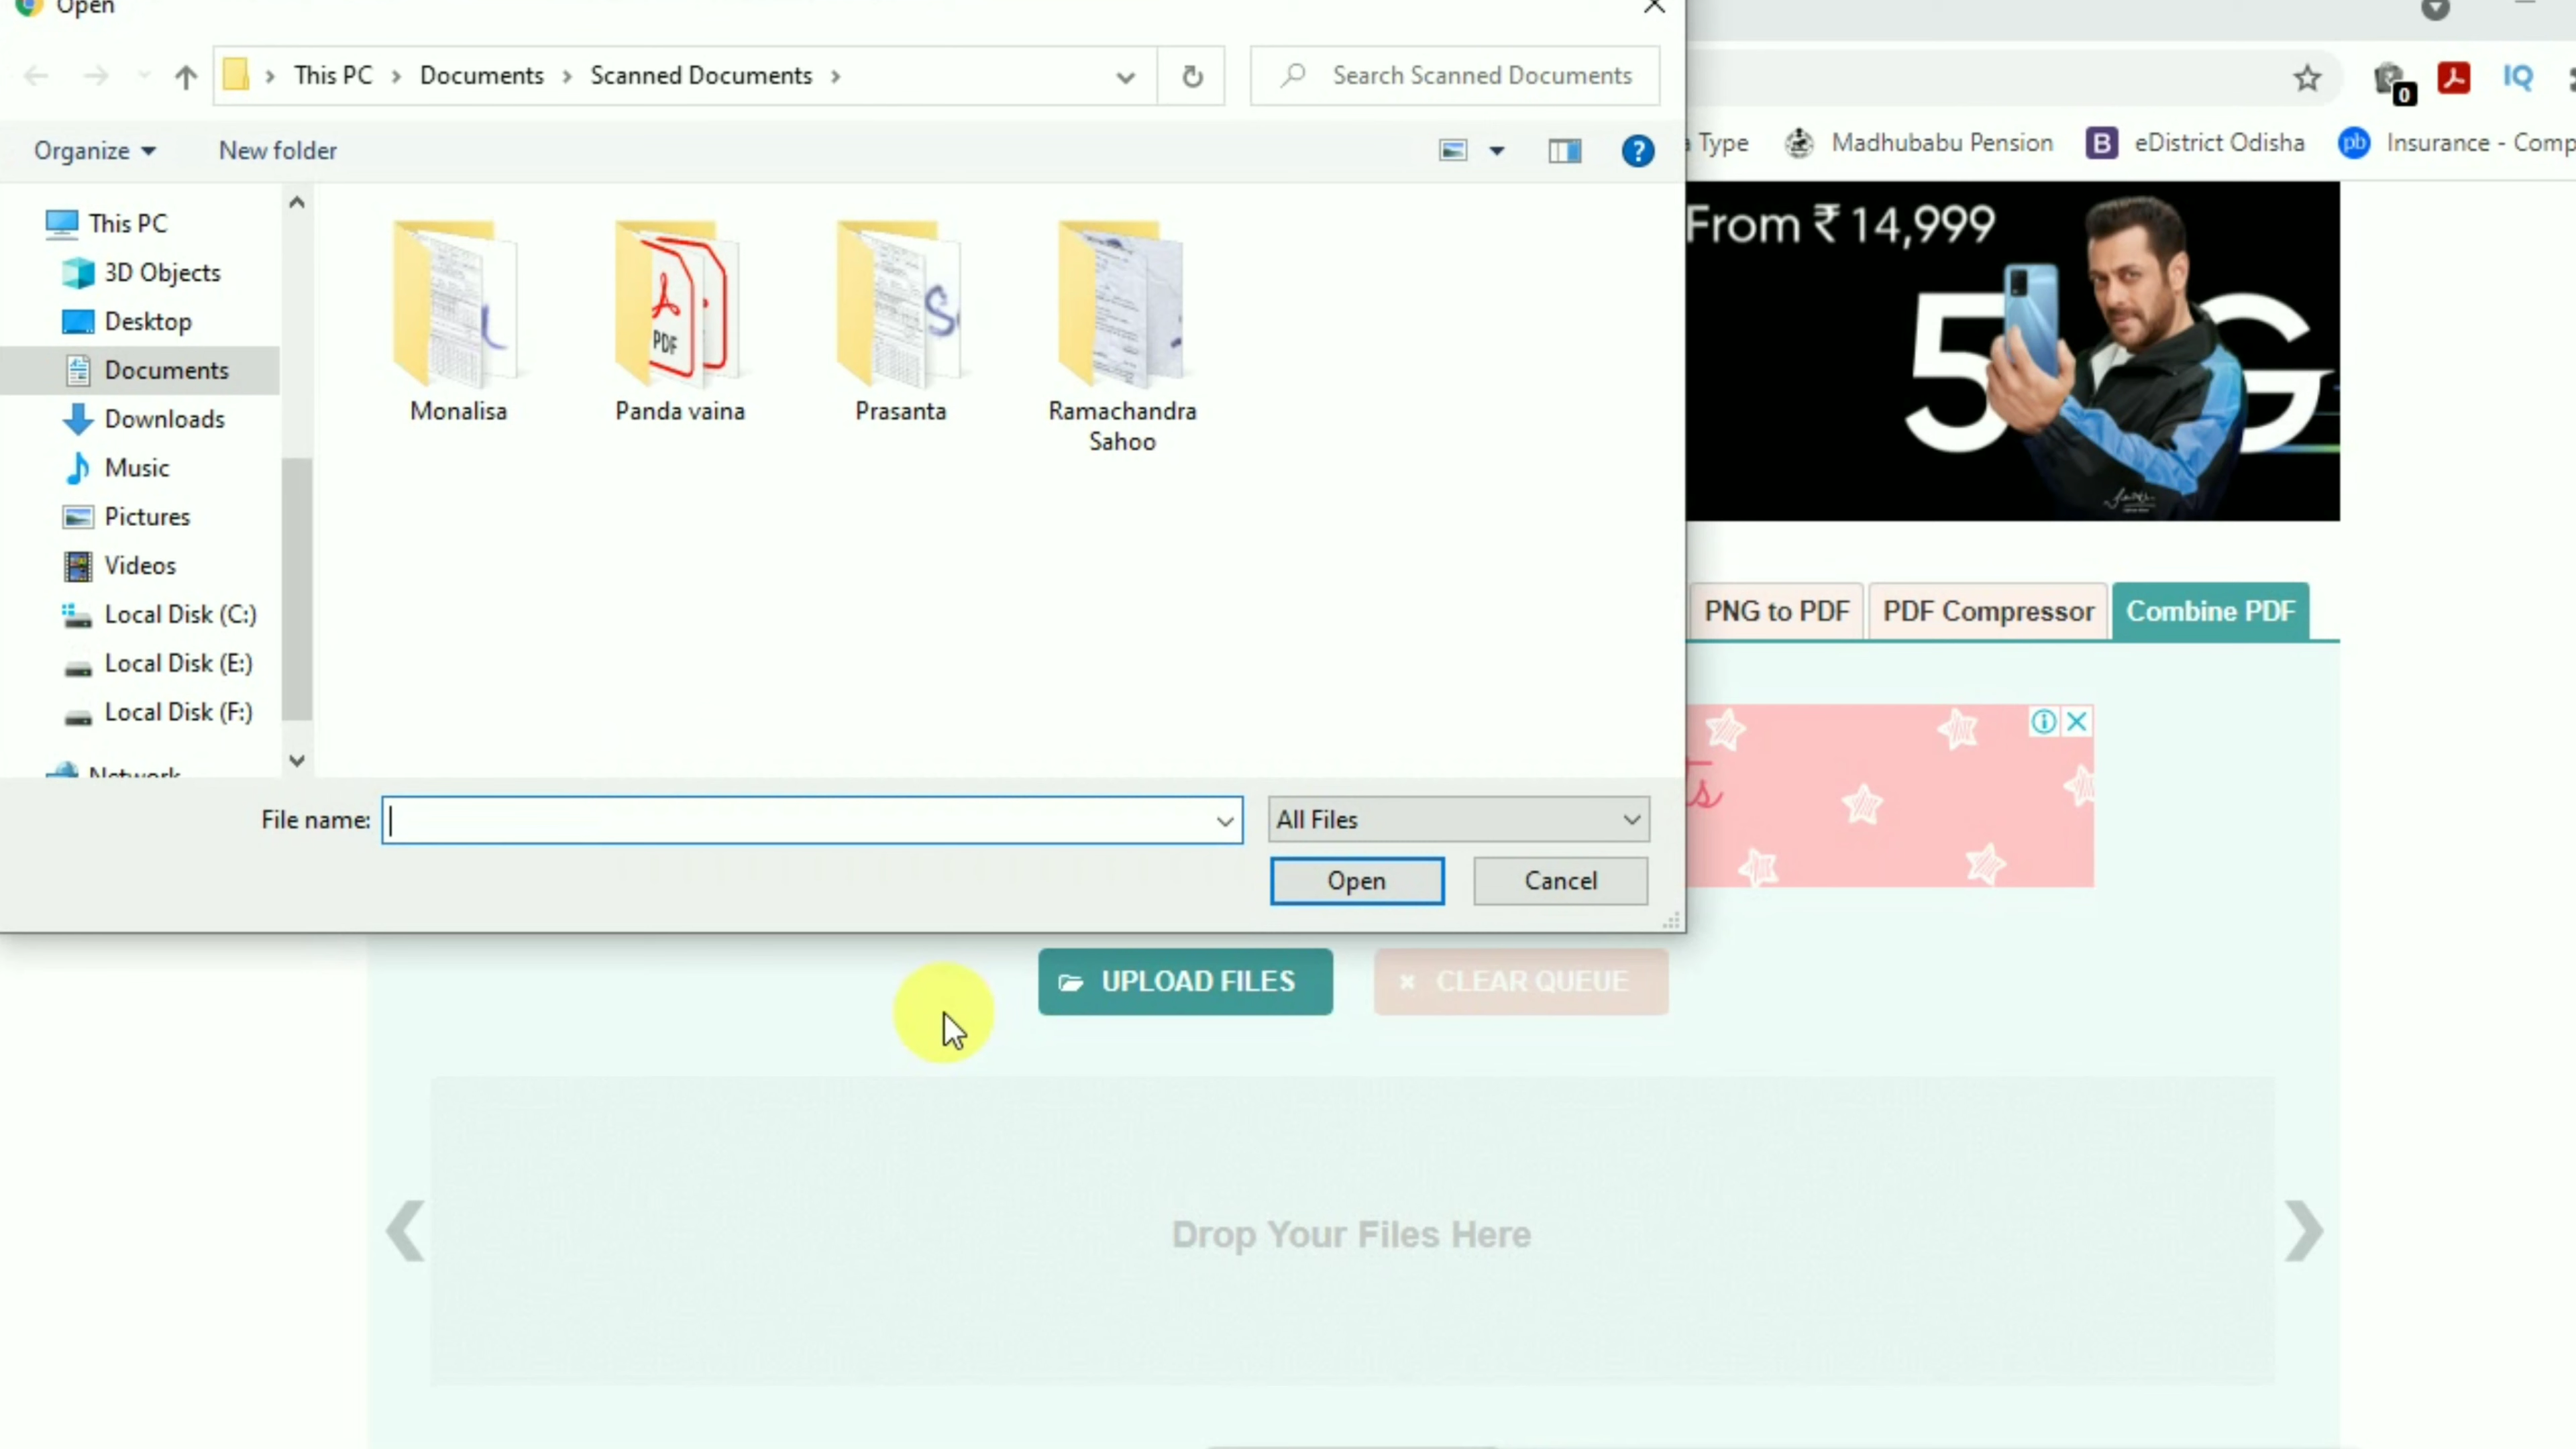 Open
This PC > Documents > Scanned Documents >
Search Scanned Documents
0
IQ
Organize
New folder
?
Type
Madhubabu Pension
B
eDistrict Odisha
pb
Insurance - Comp
This PC
3D Objects
Desktop
Documents
Downloads
Music
Pictures
Videos
Local Disk (C:)
Local Disk (E:)
Local Disk (F:)
Network
PDF
Monalisa
Panda vaina
Prasanta
Ramachandra
Sahoo
From ₹ 14,999
5G
PNG to PDF
PDF Compressor
Combine PDF
File name:
All Files
Open
Cancel
UPLOAD FILES
CLEAR QUEUE
Drop Your Files Here